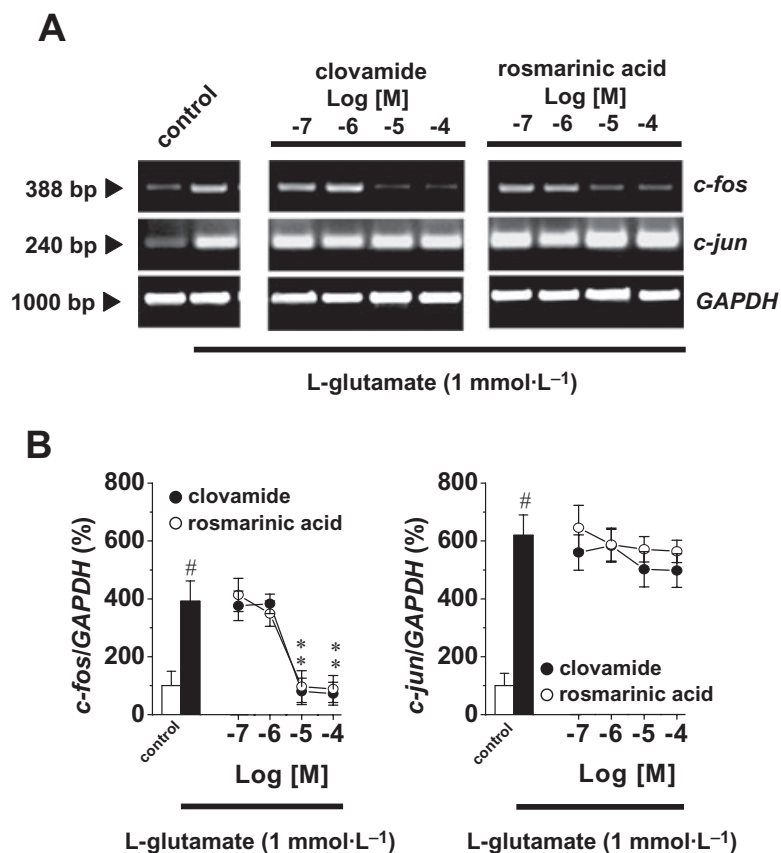 A
control
clovamide
Log [M]
-7 -6 -5 -4
rosmarinic acid
Log [M]
-7 -6 -5 -4
388 bp ▶ c-fos
240 bp ▶ c-jun
1000 bp ▶ GAPDH
L-glutamate (1 mmol·L⁻¹)
B
c-fos/GAPDH (%)
800
600
400
200
0
● clovamide
○ rosmarinic acid
#
* *
* *
control
-7 -6 -5 -4
Log [M]
L-glutamate (1 mmol·L⁻¹)
c-jun/GAPDH (%)
800
600
400
200
0
#
● clovamide
○ rosmarinic acid
control
-7 -6 -5 -4
Log [M]
L-glutamate (1 mmol·L⁻¹)